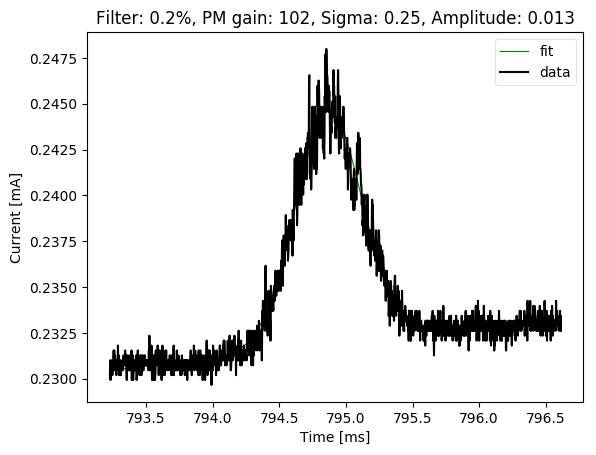 Filter: 0.2%, PM gain: 102, Sigma: 0.25, Amplitude: 0.013
fit
data
0.2475
0.2450
0.2425
0.2400
0.2375
0.2350
0.2325
0.2300
Current [mA]
793.5 794.0 794.5 795.0 795.5 796.0 796.5
Time [ms]